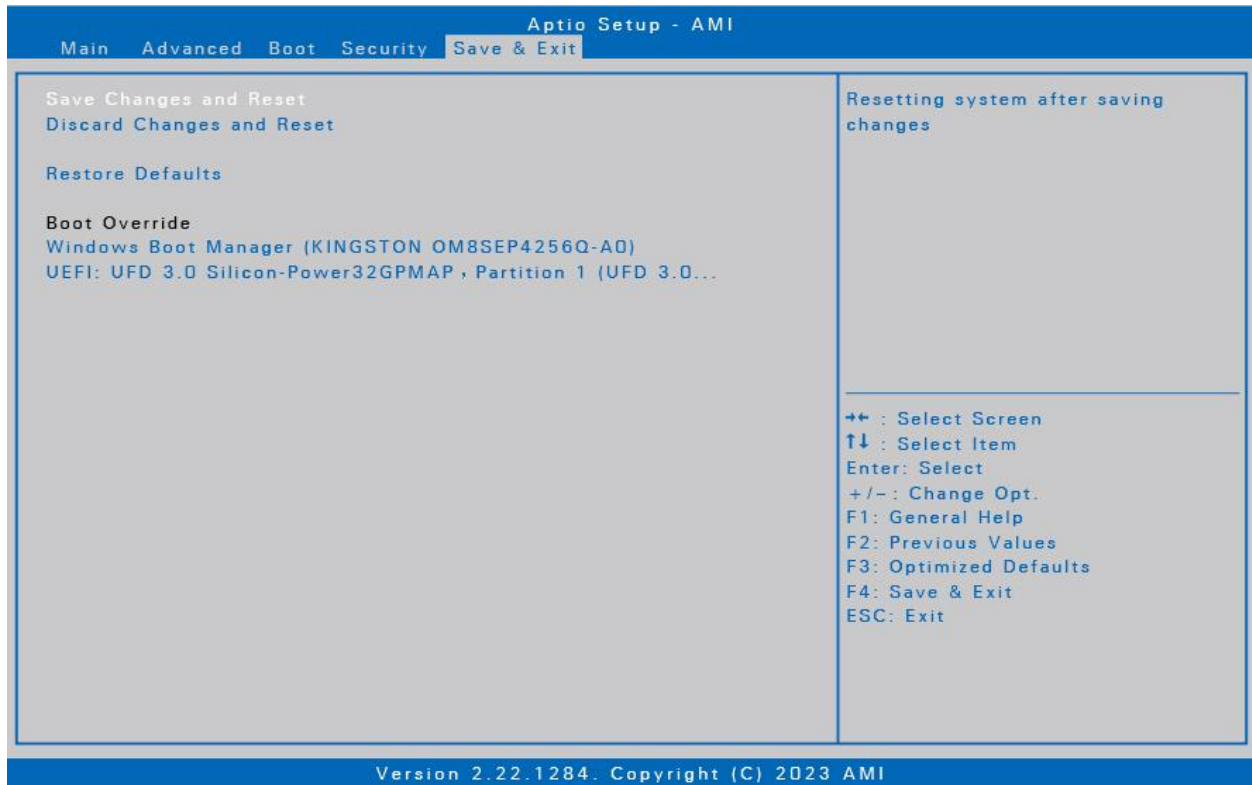 Aptio Setup - AMI
Main Advanced Boot Security Save & Exit
Save Changes and Reset
Discard Changes and Reset
Restore Defaults
Boot Override
Windows Boot Manager (KINGSTON OM8SEP4256Q-A0)
UEFI: UFD 3.0 Silicon-Power32GPMAP, Partition 1 (UFD 3.0...
Resetting system after saving
changes
→← : Select Screen
↑↓ : Select Item
Enter: Select
+/-: Change Opt.
F1: General Help
F2: Previous Values
F3: Optimized Defaults
F4: Save & Exit
ESC: Exit
Version 2.22.1284. Copyright (C) 2023 AMI